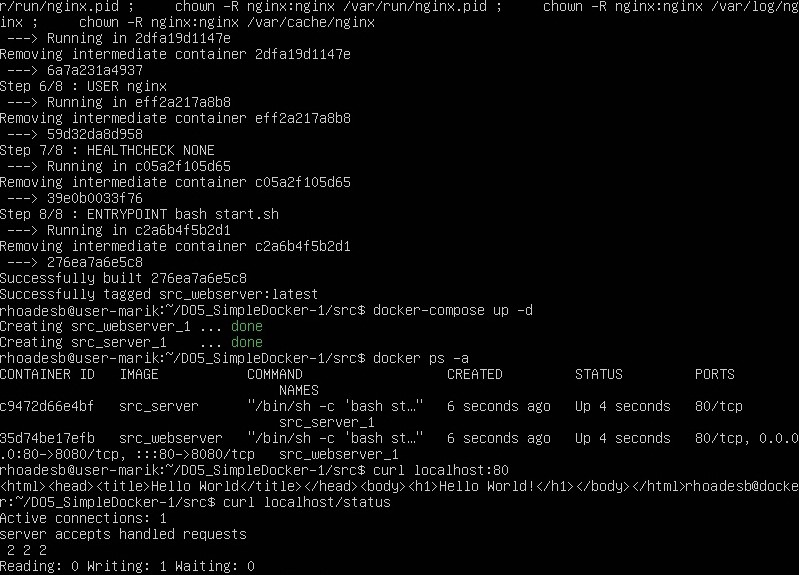 r/run/nginx.pid ;    chown -R nginx:nginx /var/run/nginx.pid ;    chown -R nginx:nginx /var/log/ng
inx ;    chown -R nginx:nginx /var/cache/nginx
 ---> Running in 2dfa19d1147e
Removing intermediate container 2dfa19d1147e
 ---> 6a7a231a4937
Step 6/8 : USER nginx
 ---> Running in eff2a217a8b8
Removing intermediate container eff2a217a8b8
 ---> 59d32da8d958
Step 7/8 : HEALTHCHECK NONE
 ---> Running in c05a2f105d65
Removing intermediate container c05a2f105d65
 ---> 39e0b0033f76
Step 8/8 : ENTRYPOINT bash start.sh
 ---> Running in c2a6b4f5b2d1
Removing intermediate container c2a6b4f5b2d1
 ---> 276ea7a6e5c8
Successfully built 276ea7a6e5c8
Successfully tagged src_webserver:latest
rhoadesb@user-marik:~/DO5_SimpleDocker-1/src$ docker-compose up -d
Creating src_webserver_1 ... done
Creating src_server_1    ... done
rhoadesb@user-marik:~/DO5_SimpleDocker-1/src$ docker ps -a
CONTAINER ID   IMAGE           COMMAND                  CREATED         STATUS         PORTS
                                   NAMES
c9472d66e4bf   src_server      "/bin/sh -c 'bash st…"   6 seconds ago   Up 4 seconds   80/tcp
                                   src_server_1
35d74be17efb   src_webserver   "/bin/sh -c 'bash st…"   6 seconds ago   Up 4 seconds   80/tcp, 0.0.0
.0:80->8080/tcp, :::80->8080/tcp   src_webserver_1
rhoadesb@user-marik:~/DO5_SimpleDocker-1/src$ curl localhost:80
<html><head><title>Hello World</title></head><body><h1>Hello World!</h1></body></html>rhoadesb@docke
r:~/DO5_SimpleDocker-1/src$ curl localhost/status
Active connections: 1
server accepts handled requests
 2 2 2
Reading: 0 Writing: 1 Waiting: 0